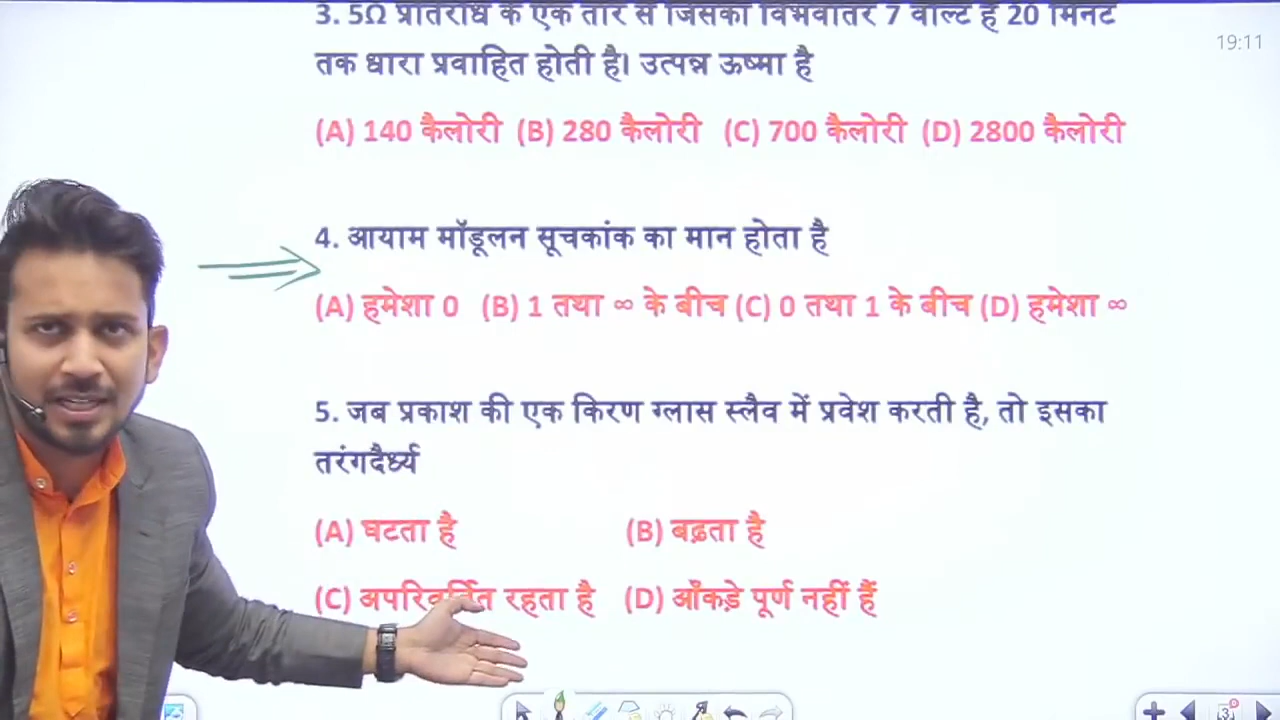 3. 5Ω प्रतिरोध के एक तार से जिसका विभवांतर 7 वोल्ट है 20 मिनट
19:11
तक धारा प्रवाहित होती है। उत्पन्न ऊष्मा है
(A) 140 कैलोरी (B) 280 कैलोरी (C) 700 कैलोरी (D) 2800 कैलोरी
4. आयाम मॉडूलन सूचकांक का मान होता है
(A) हमेशा 0 (B) 1 तथा ∞ के बीच (C) 0 तथा 1 के बीच (D) हमेशा ∞
5. जब प्रकाश की एक किरण ग्लास स्लैव में प्रवेश करती है, तो इसका
तरंगदैर्ध्य
(A) घटता है (B) बढ़ता है
(C) अपरिवर्तित रहता है (D) आँकड़े पूर्ण नहीं हैं
3